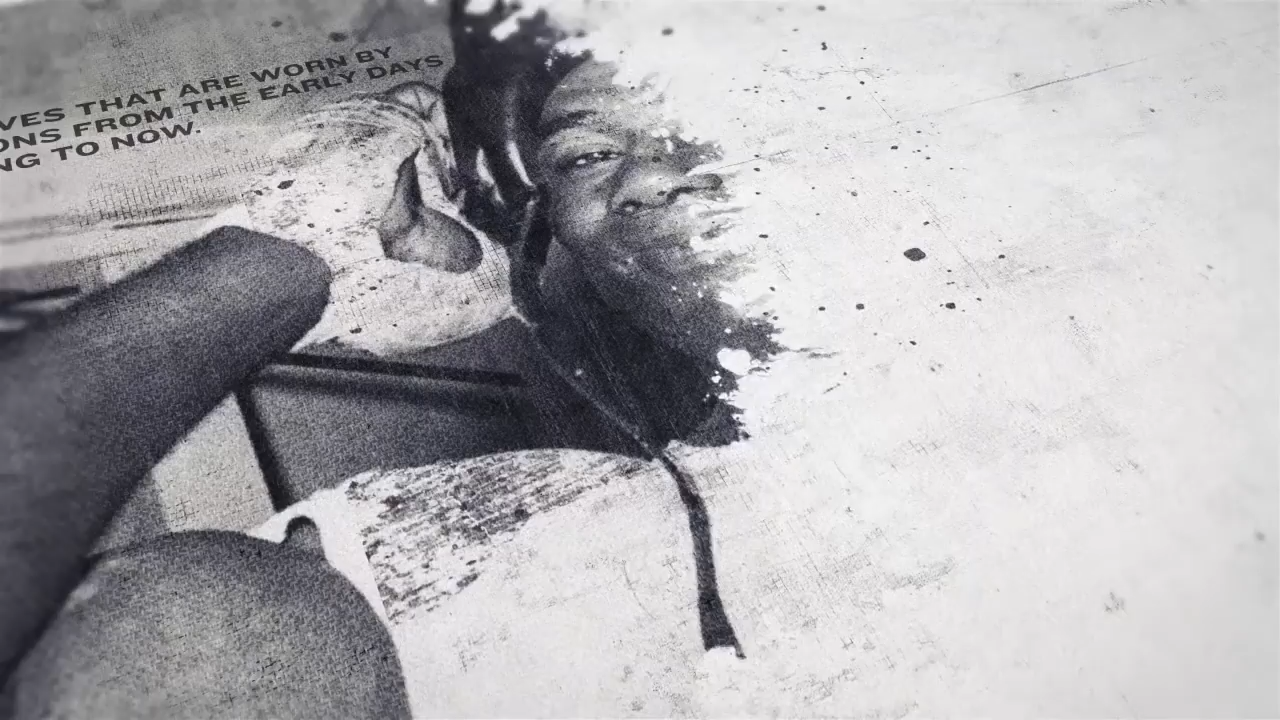 VES THAT ARE WORN BY
ONS FROM THE EARLY DAYS
NG TO NOW.